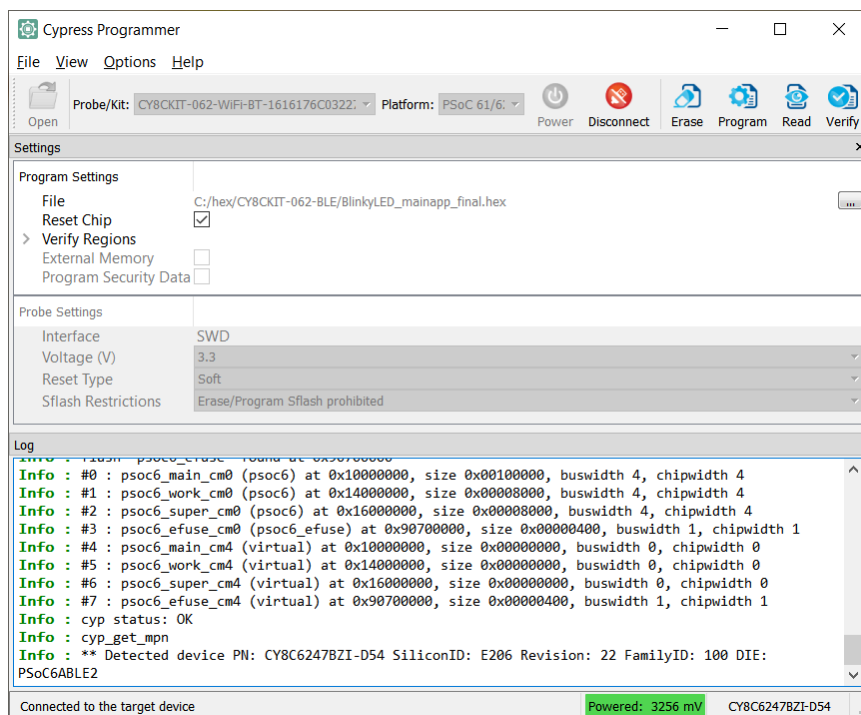 Cypress Programmer
File View Options Help
Open Probe/Kit: CY8CKIT-062-WiFi-BT-1616176C0322 Platform: PSoC 61/6 Power Disconnect Erase Program Read Verify
Settings
Program Settings
File C:/hex/CY8CKIT-062-BLE/BlinkyLED_mainapp_final.hex ...
Reset Chip
Verify Regions
External Memory
Program Security Data
Probe Settings
Interface SWD
Voltage (V) 3.3
Reset Type Soft
Sflash Restrictions Erase/Program Sflash prohibited
Log
Info : flash 'psoc6_efuse' found at 0x90700000
Info : #0 : psoc6_main_cm0 (psoc6) at 0x10000000, size 0x00100000, buswidth 4, chipwidth 4
Info : #1 : psoc6_work_cm0 (psoc6) at 0x14000000, size 0x00008000, buswidth 4, chipwidth 4
Info : #2 : psoc6_super_cm0 (psoc6) at 0x16000000, size 0x00008000, buswidth 4, chipwidth 4
Info : #3 : psoc6_efuse_cm0 (psoc6_efuse) at 0x90700000, size 0x00000400, buswidth 1, chipwidth 1
Info : #4 : psoc6_main_cm4 (virtual) at 0x10000000, size 0x00000000, buswidth 0, chipwidth 0
Info : #5 : psoc6_work_cm4 (virtual) at 0x14000000, size 0x00000000, buswidth 0, chipwidth 0
Info : #6 : psoc6_super_cm4 (virtual) at 0x16000000, size 0x00000000, buswidth 0, chipwidth 0
Info : #7 : psoc6_efuse_cm4 (virtual) at 0x90700000, size 0x00000400, buswidth 1, chipwidth 1
Info : cyp status: OK
Info : cyp_get_mpn
Info : ** Detected device PN: CY8C6247BZI-D54 SiliconID: E206 Revision: 22 FamilyID: 100 DIE:
PSoC6ABLE2
Connected to the target device Powered: 3256 mV CY8C6247BZI-D54